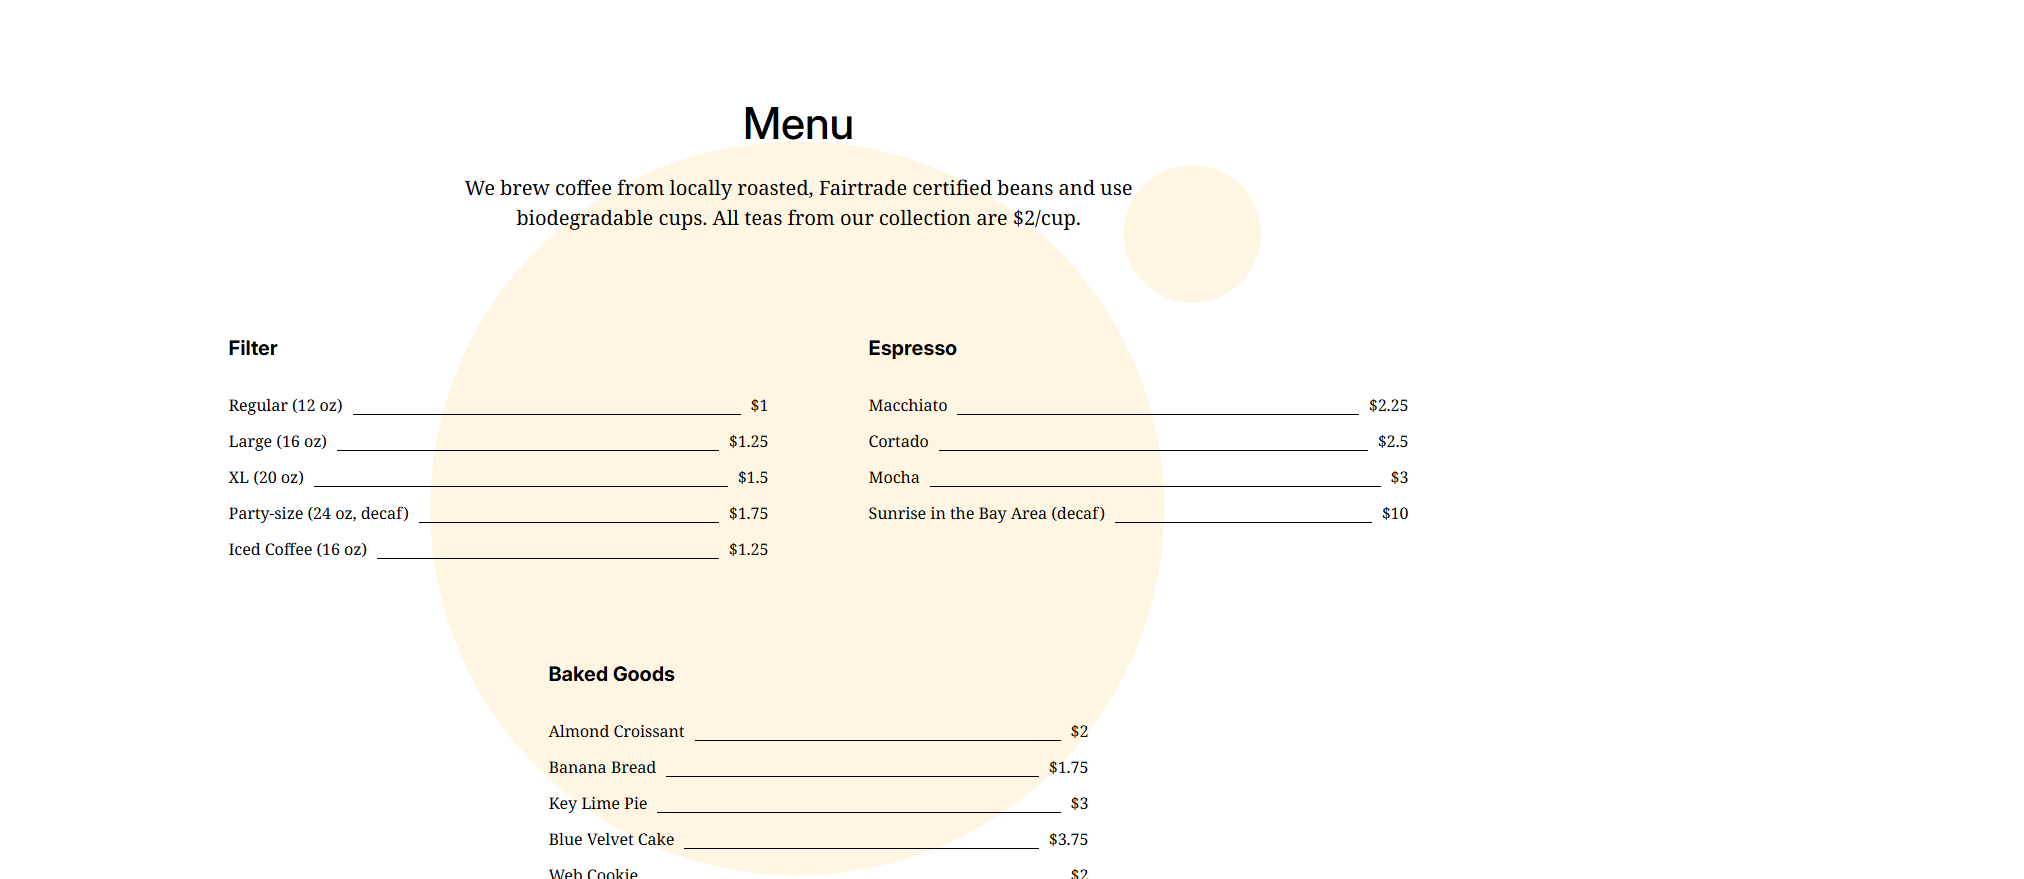 Menu
We brew coffee from locally roasted, Fairtrade certified beans and use
biodegradable cups. All teas from our collection are $2/cup.
Filter
Regular (12 oz) $1
Large (16 oz) $1.25
XL (20 oz) $1.5
Party-size (24 oz, decaf) $1.75
Iced Coffee (16 oz) $1.25
Espresso
Macchiato $2.25
Cortado $2.5
Mocha $3
Sunrise in the Bay Area (decaf) $10
Baked Goods
Almond Croissant $2
Banana Bread $1.75
Key Lime Pie $3
Blue Velvet Cake $3.75
Web Cookie $2